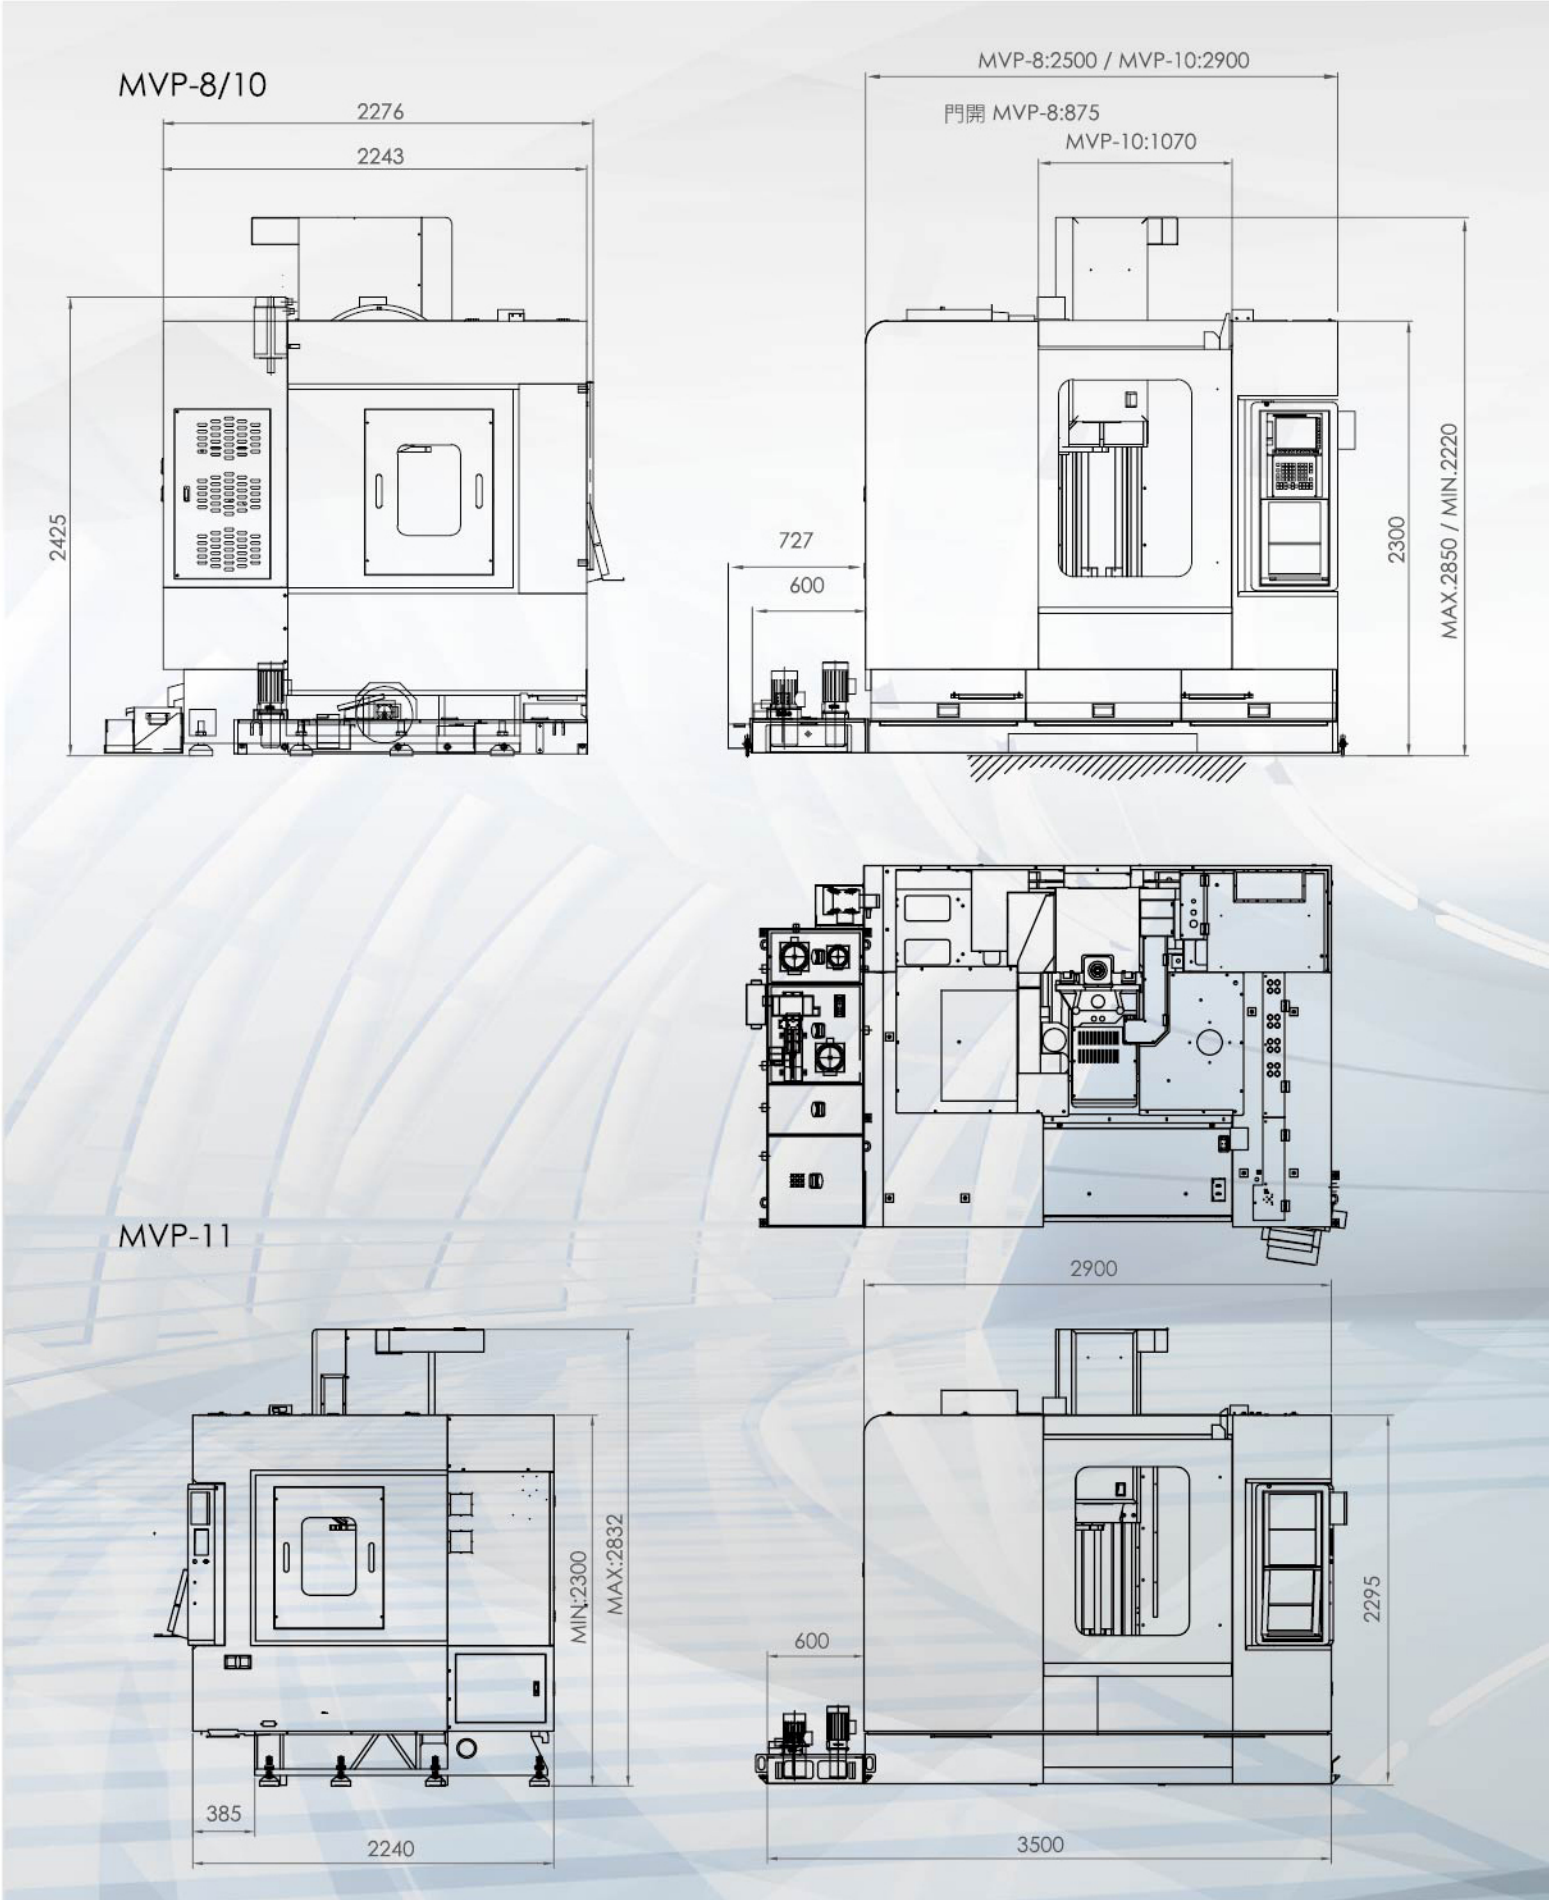 MVP-8/10
2276
2243
2425
MVP-8:2500 / MVP-10:2900
門開 MVP-8:875
MVP-10:1070
727
600
2300
MAX.2850 / MIN.2220
MVP-11
2900
MIN:2300
MAX:2832
385
2240
600
2295
3500